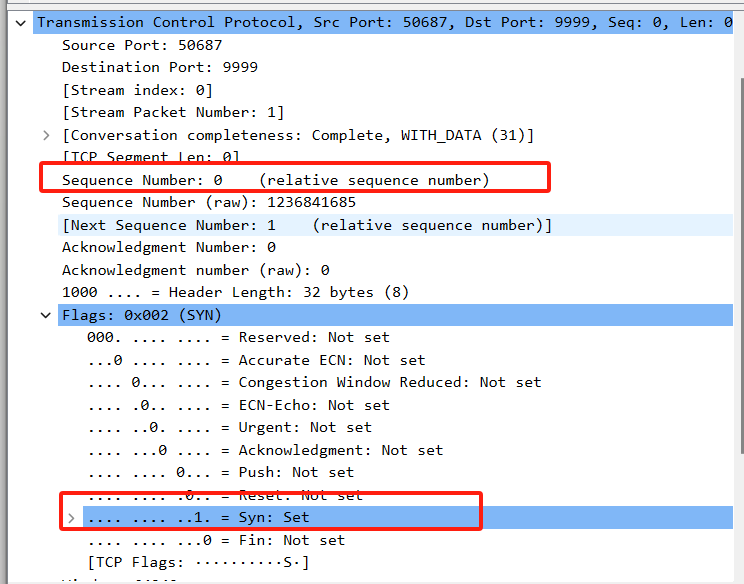 Transmission Control Protocol, Src Port: 50687, Dst Port: 9999, Seq: 0, Len: 0
Source Port: 50687
Destination Port: 9999
[Stream index: 0]
[Stream Packet Number: 1]
[Conversation completeness: Complete, WITH_DATA (31)]
[TCP Segment Len: 0]
Sequence Number: 0    (relative sequence number)
Sequence Number (raw): 1236841685
[Next Sequence Number: 1    (relative sequence number)]
Acknowledgment Number: 0
Acknowledgment number (raw): 0
1000 .... = Header Length: 32 bytes (8)
Flags: 0x002 (SYN)
000. .... .... = Reserved: Not set
...0 .... .... = Accurate ECN: Not set
.... 0... .... = Congestion Window Reduced: Not set
.... .0.. .... = ECN-Echo: Not set
.... ..0. .... = Urgent: Not set
.... ...0 .... = Acknowledgment: Not set
.... .... 0... = Push: Not set
.... .... .0.. = Reset: Not set
.... .... ..1. = Syn: Set
.... .... ...0 = Fin: Not set
[TCP Flags: ··········S·]